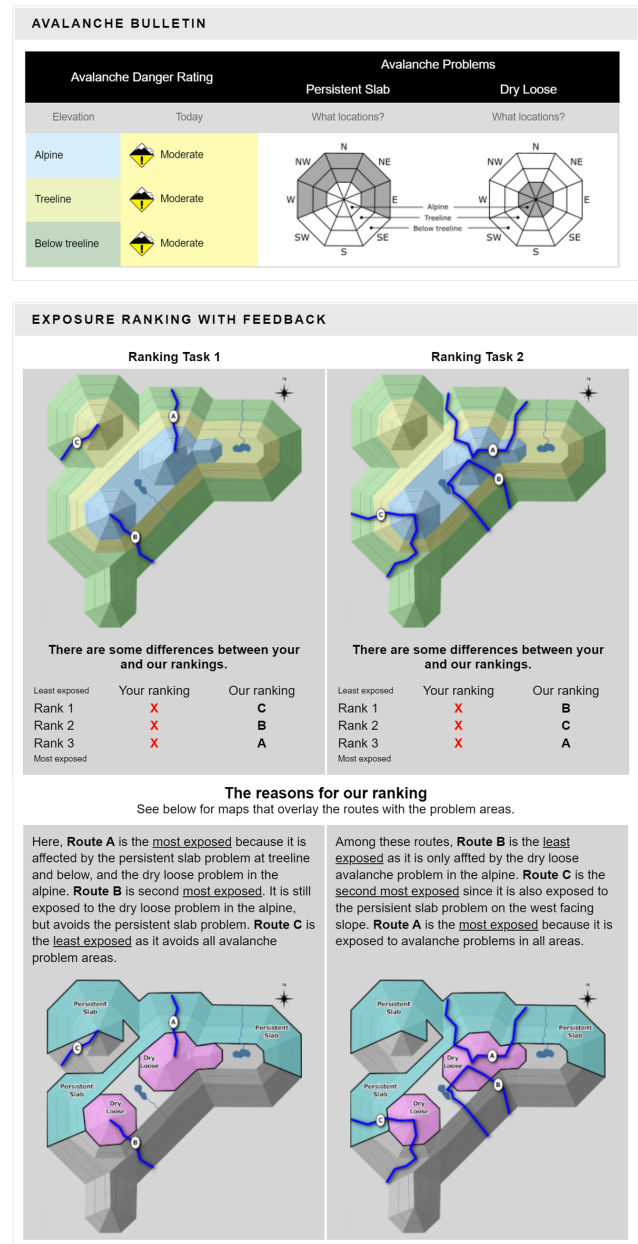 AVALANCHE BULLETIN
Avalanche Danger Rating
Avalanche Problems
Persistent Slab
Dry Loose
Elevation
Today
What locations?
What locations?
Alpine
Moderate
Treeline
Moderate
Below treeline
Moderate
N
NW
NE
W
E
SW
SE
S
Alpine
Treeline
Below treeline
N
NW
NE
W
E
SW
SE
S
EXPOSURE RANKING WITH FEEDBACK
Ranking Task 1
Ranking Task 2
N
A
C
B
N
A
B
C
There are some differences between your
and our rankings.
Least exposed
Your ranking
Our ranking
Rank 1
X
C
Rank 2
X
B
Rank 3
X
A
Most exposed
There are some differences between your
and our rankings.
Least exposed
Your ranking
Our ranking
Rank 1
X
B
Rank 2
X
C
Rank 3
X
A
Most exposed
The reasons for our ranking
See below for maps that overlay the routes with the problem areas.
Here, Route A is the most exposed because it is
affected by the persistent slab problem at treeline
and below, and the dry loose problem in the
alpine. Route B is second most exposed. It is still
exposed to the dry loose problem in the alpine,
but avoids the persistent slab problem. Route C is
the least exposed as it avoids all avalanche
problem areas.
Among these routes, Route B is the least
exposed as it is only affted by the dry loose
avalanche problem in the alpine. Route C is the
second most exposed since it is also exposed to
the persisient slab problem on the west facing
slope. Route A is the most exposed because it is
exposed to avalanche problems in all areas.
N
Persistent
Slab
A
Persistent
Slab
C
Dry
Loose
Persistent
Slab
Dry
Loose
B
N
Persistent
Slab
Persistent
Slab
A
Dry
Loose
B
Persistent
Slab
Dry
Loose
C